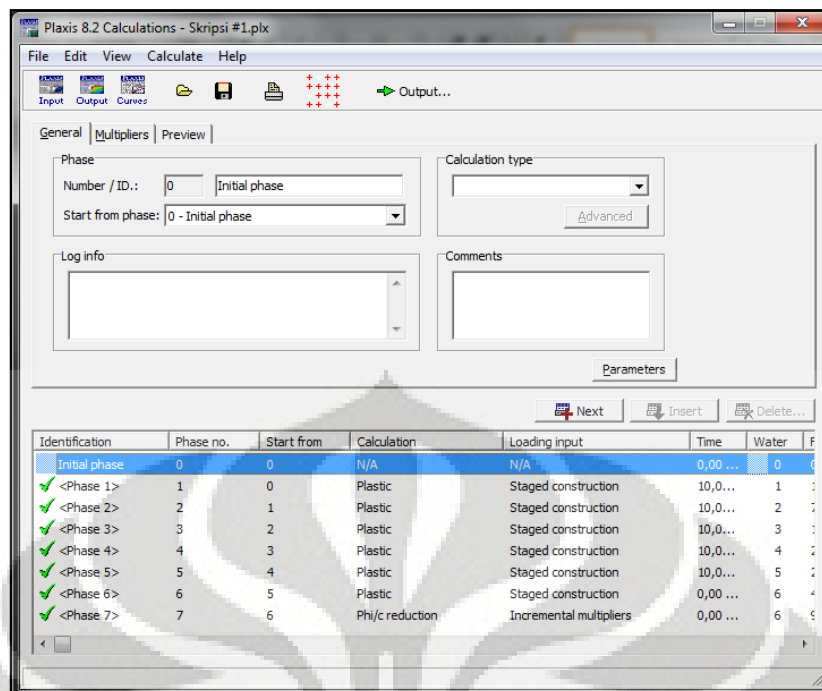 Plaxis 8.2 Calculations - Skripsi #1.plx
File Edit View Calculate Help
Input Output Curves Output...
General Multipliers Preview
Phase
Number / ID.: 0 Initial phase
Start from phase: 0 - Initial phase
Calculation type
Advanced
Log info
Comments
Parameters
Next Insert Delete...
Identification Phase no. Start from Calculation Loading input Time Water
Initial phase 0 0 N/A N/A 0,00 ... 0
<Phase 1> 1 0 Plastic Staged construction 10,0... 1
<Phase 2> 2 1 Plastic Staged construction 10,0... 2
<Phase 3> 3 2 Plastic Staged construction 10,0... 3
<Phase 4> 4 3 Plastic Staged construction 10,0... 4
<Phase 5> 5 4 Plastic Staged construction 10,0... 5
<Phase 6> 6 5 Plastic Staged construction 0,00 ... 6
<Phase 7> 7 6 Phi/c reduction Incremental multipliers 0,00 ... 6